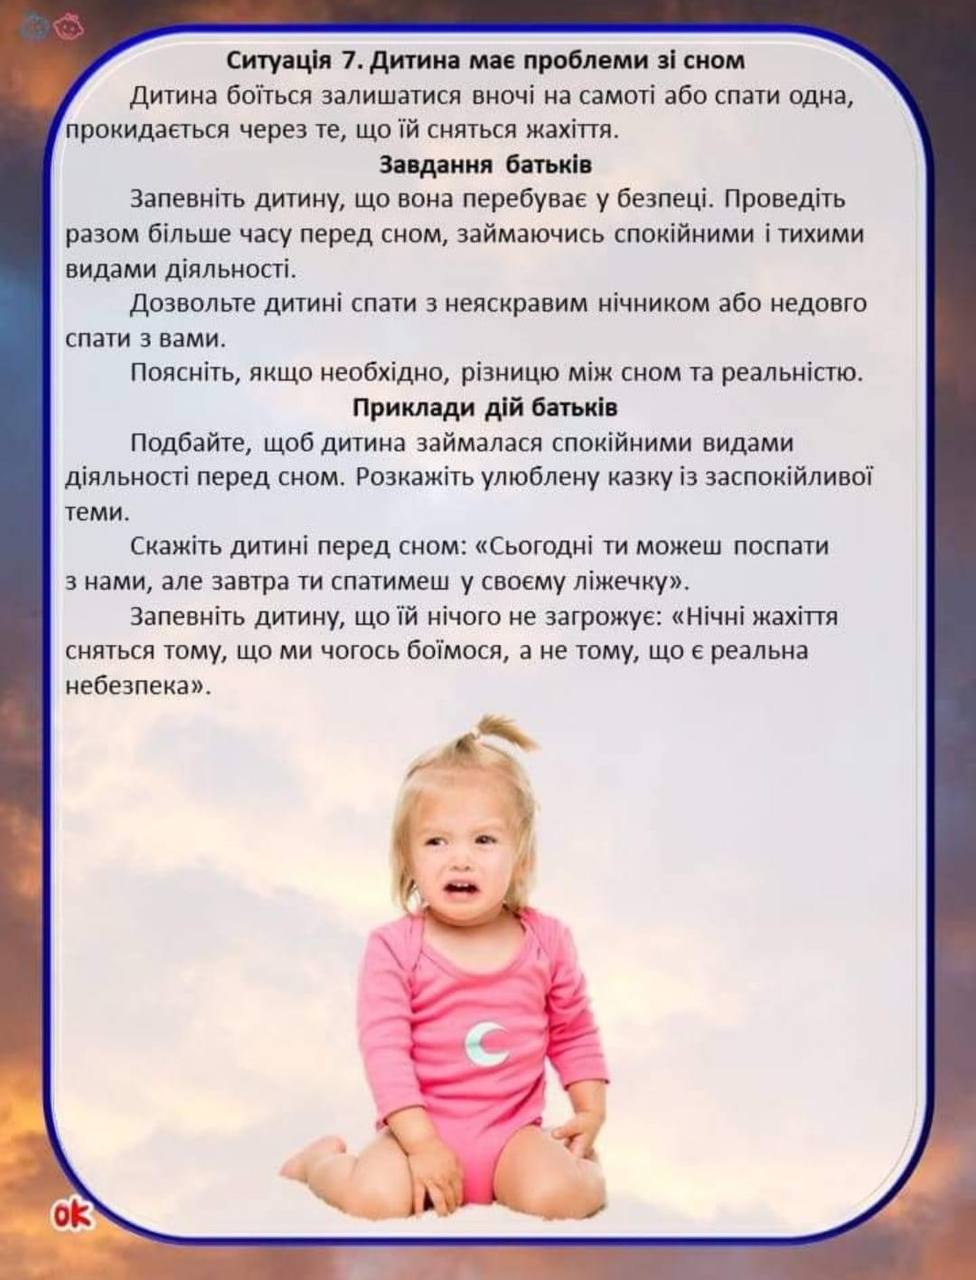 Ситуація 7. Дитина має проблеми зі сном
Дитина боїться залишатися вночі на самоті або спати одна,
прокидається через те, що їй сняться жахіття.
Завдання батьків
Запевніть дитину, що вона перебуває у безпеці. Проведіть
разом більше часу перед сном, займаючись спокійними і тихими
видами діяльності.
Дозвольте дитині спати з неяскравим нічником або недовго
спати з вами.
Поясніть, якщо необхідно, різницю між сном та реальністю.
Приклади дій батьків
Подбайте, щоб дитина займалася спокійними видами
діяльності перед сном. Розкажіть улюблену казку із заспокійливої
теми.
Скажіть дитині перед сном: «Сьогодні ти можеш поспати
з нами, але завтра ти спатимеш у своєму ліжечку».
Запевніть дитину, що їй нічого не загрожує: «Нічні жахіття
сняться тому, що ми чогось боїмося, а не тому, що є реальна
небезпека».
ok